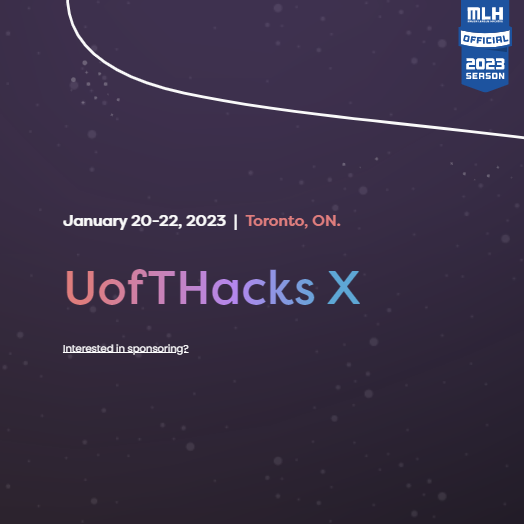 MLH
OFFICIAL
2023
SEASON
January 20-22, 2023 | Toronto, ON.
UofTHacks X
Interested in sponsoring?